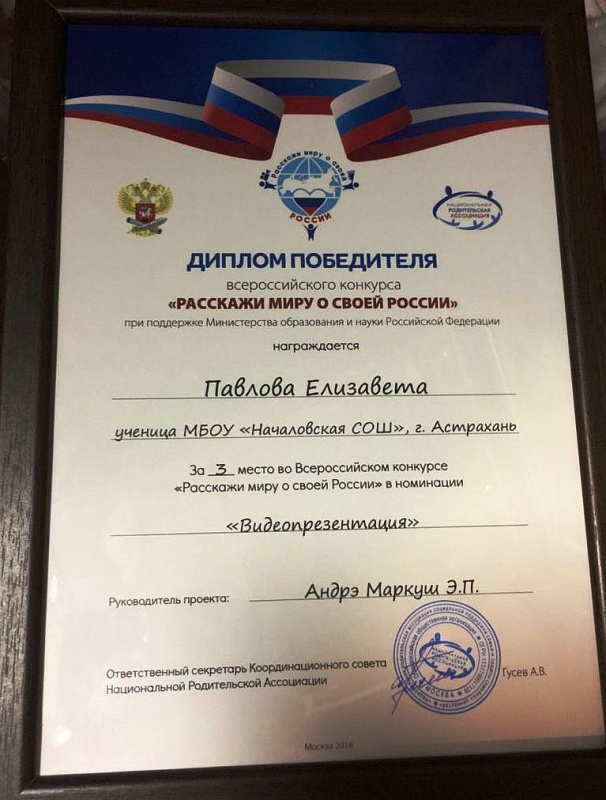 Расскажи миру о своей
РОССИИ
НАЦИОНАЛЬНАЯ
РОДИТЕЛЬСКАЯ
АССОЦИАЦИЯ
ДИПЛОМ ПОБЕДИТЕЛЯ
всероссийского конкурса
«РАССКАЖИ МИРУ О СВОЕЙ РОССИИ»
при поддержке Министерства образования и науки Российской Федерации
награждается
Павлова Елизавета
ученица МБОУ «Началовская СОШ», г. Астрахань
За 3 место во Всероссийском конкурсе
«Расскажи миру о своей России» в номинации
«Видеопрезентация»
Руководитель проекта: Андрэ Маркуш Э.П.
Ответственный секретарь Координационного совета
Национальной Родительской Ассоциации
Гусев А.В.
МОСКВА
Москва 2018